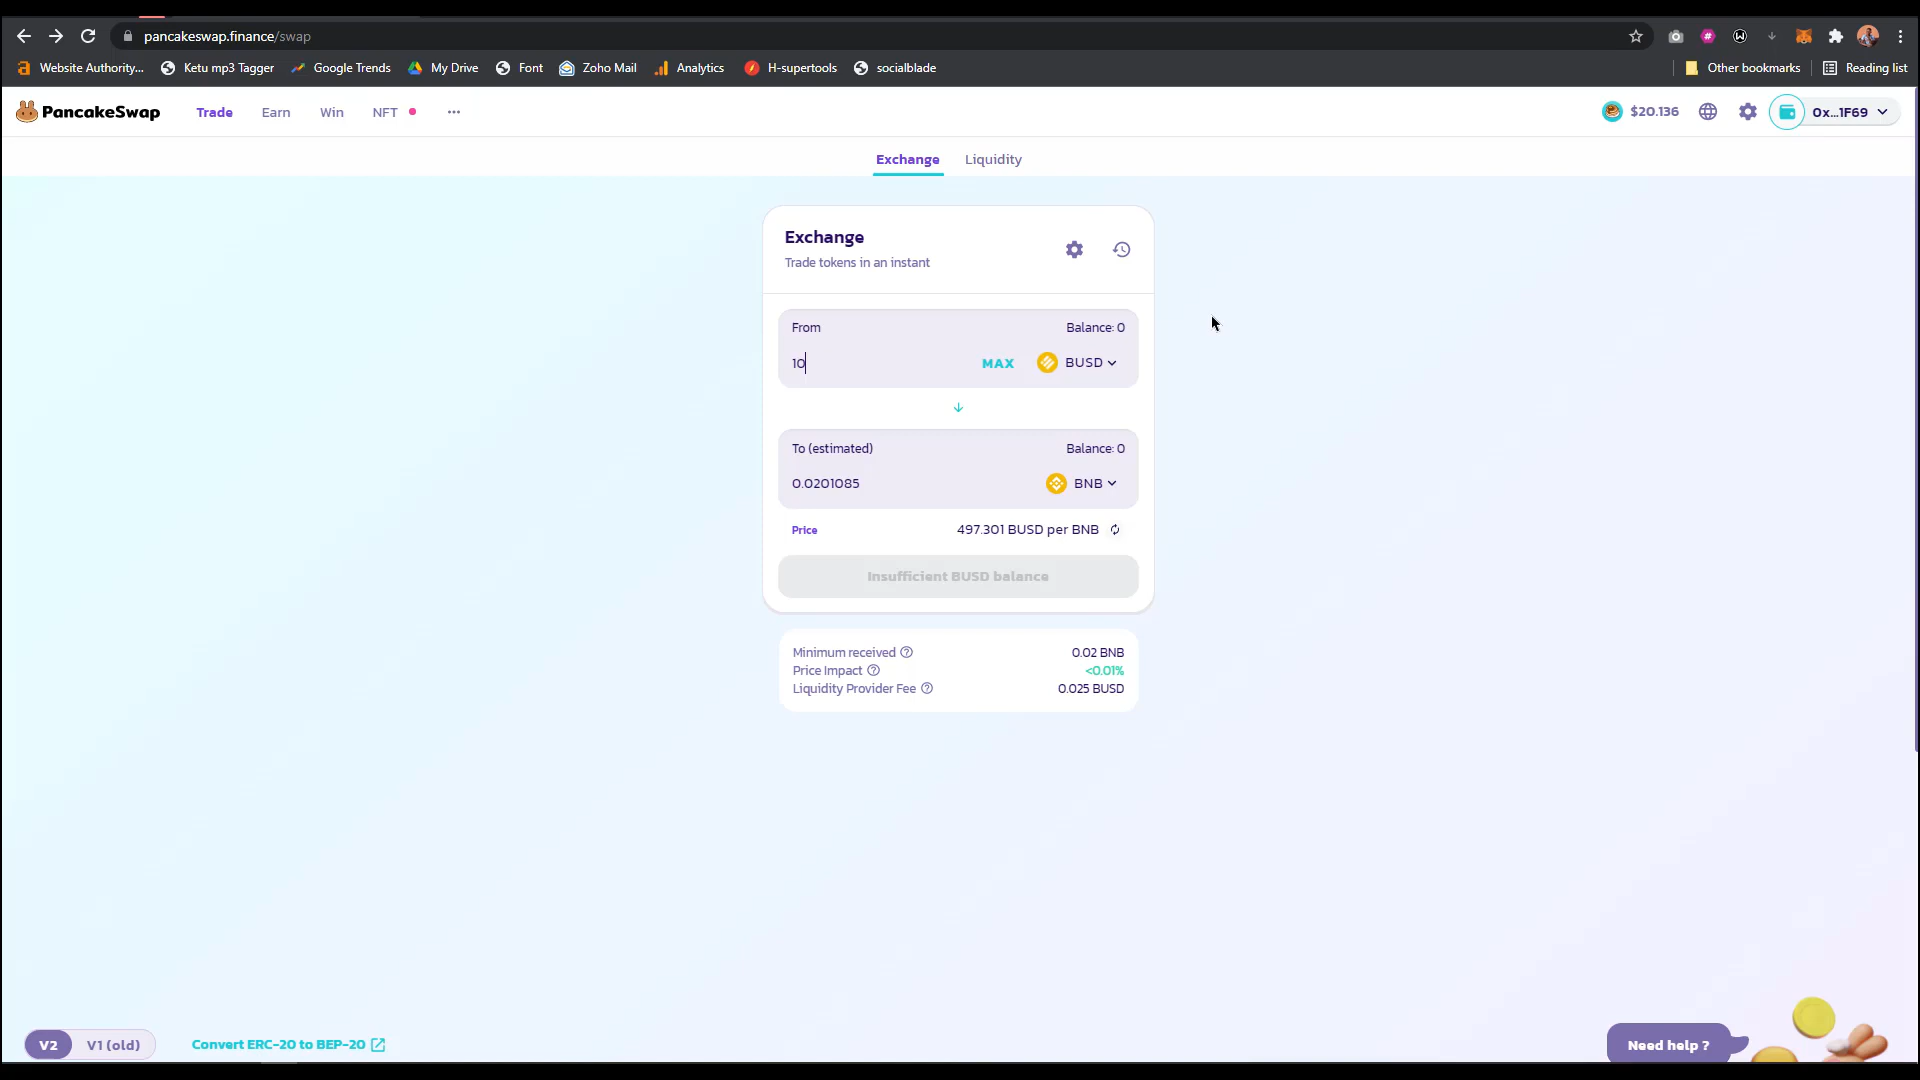 pancakeswap.finance/swap
Website Authority... Ketu mp3 Tagger Google Trends My Drive Font Zoho Mail Analytics H-supertools socialblade Other bookmarks Reading list
PancakeSwap Trade Earn Win NFT ... $20.136 0x...1F69
Exchange Liquidity
Exchange
Trade tokens in an instant
From Balance: 0
10 MAX BUSD
To (estimated) Balance: 0
0.0201085 BNB
Price 497.301 BUSD per BNB
Insufficient BUSD balance
Minimum received ? 0.02 BNB
Price Impact ? <0.01%
Liquidity Provider Fee ? 0.025 BUSD
V2 V1 (old) Convert ERC-20 to BEP-20 Need help ?